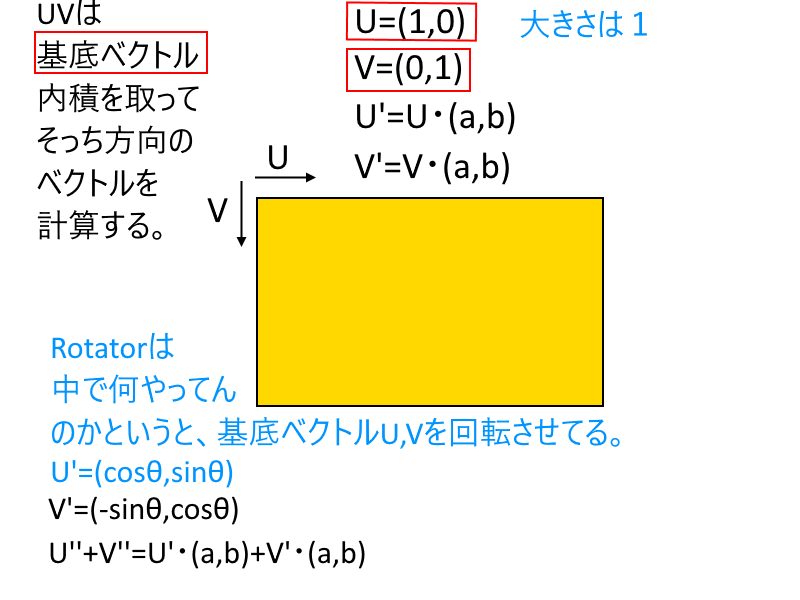 UVは
基底ベクトル
内積を取って
そっち方向の
ベクトルを
計算する。
U=(1,0)
大きさは１
V=(0,1)
U'=U・(a,b)
V'=V・(a,b)
U
V
Rotatorは
中で何やってん
のかというと、基底ベクトルU,Vを回転させてる。
U'=(cosθ,sinθ)
V'=(-sinθ,cosθ)
U''+V''=U'・(a,b)+V'・(a,b)